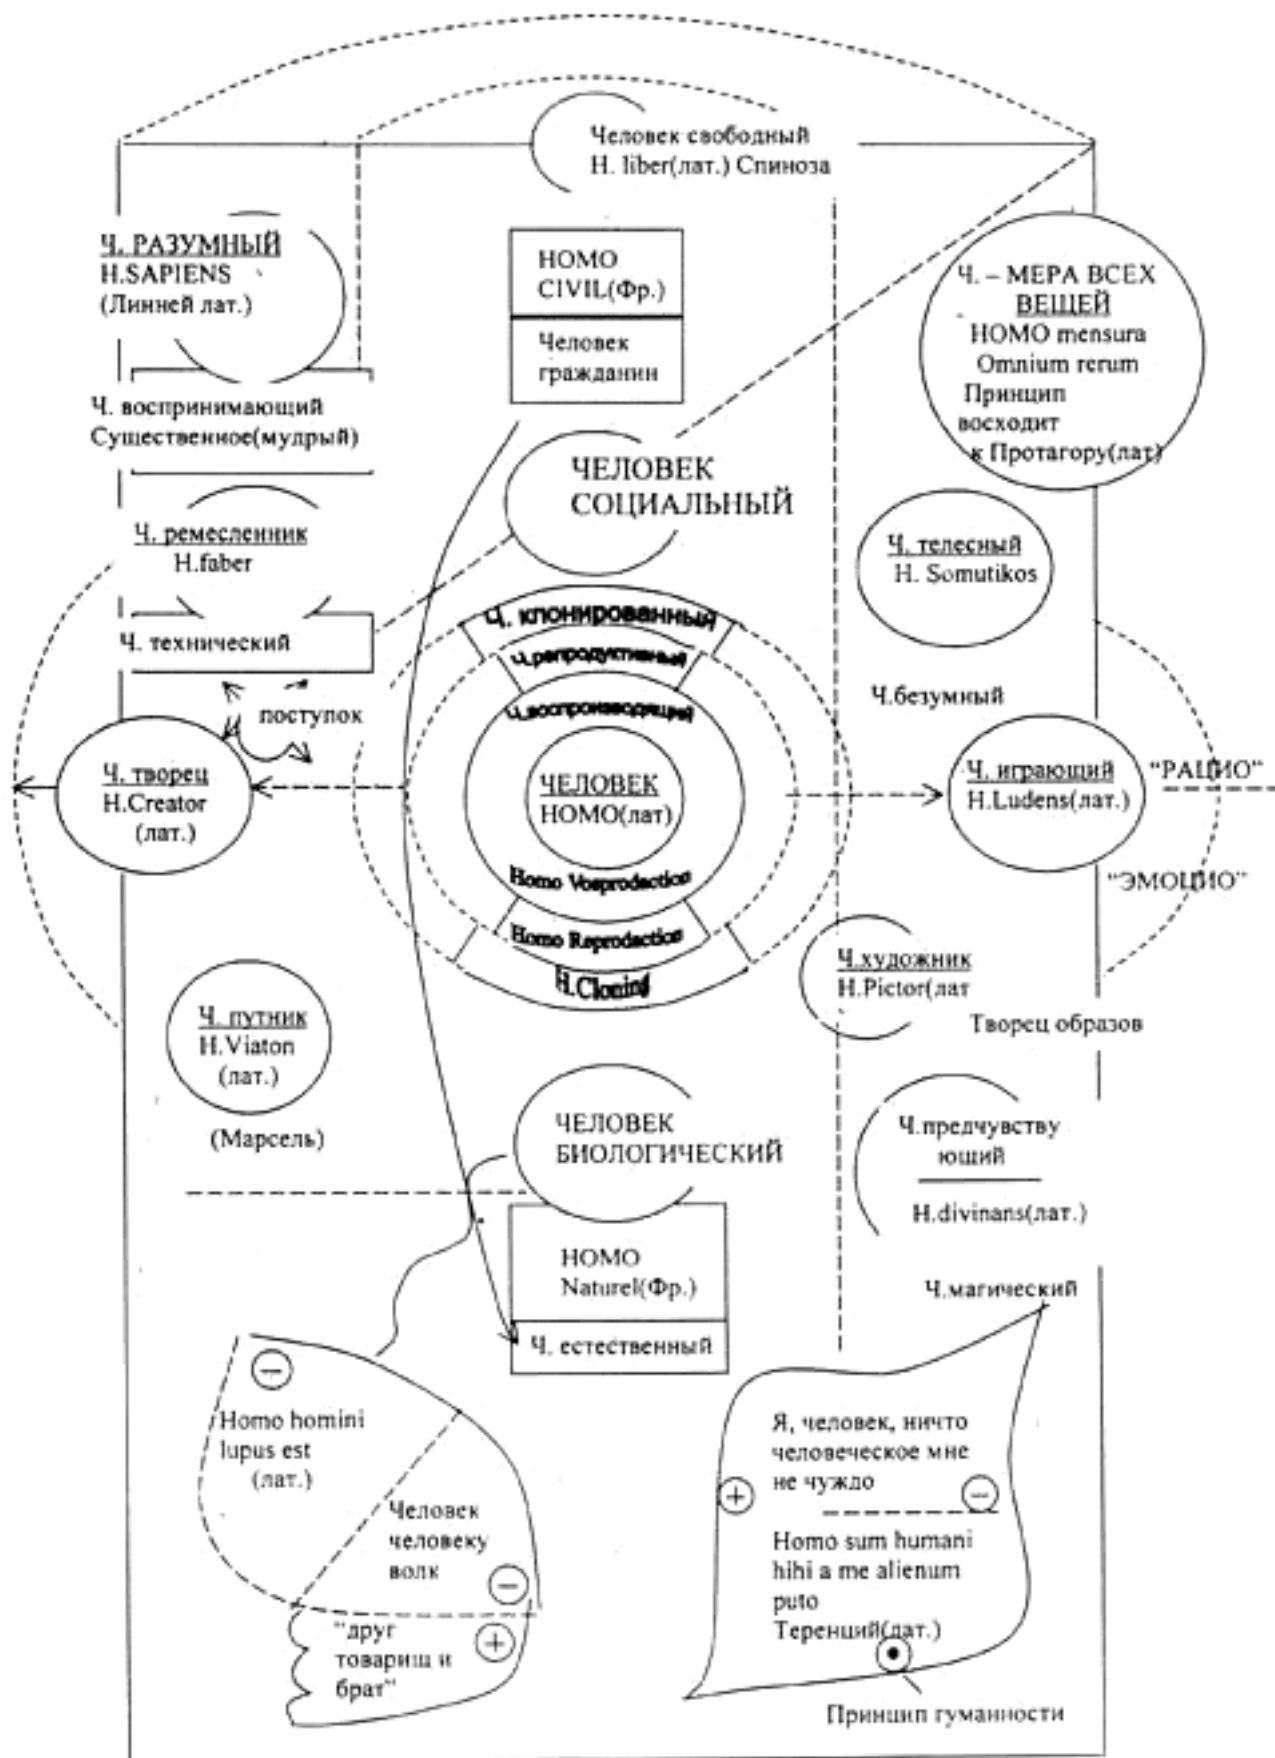 Человек свободный
H. liber(лат.) Спиноза
Ч. РАЗУМНЫЙ
H.SAPIENS
(Линней лат.)
HOMO
CIVIL(Фр.)
Человек
гражданин
Ч. – МЕРА ВСЕХ
ВЕЩЕЙ
HOMO mensura
Omnium rerum
Принцип
восходит
к Протагору(лат)
Ч. воспринимающий
Существенное(мудрый)
ЧЕЛОВЕК
СОЦИАЛЬНЫЙ
Ч. ремесленник
H.faber
Ч. телесный
H. Somutikos
Ч. технический
Ч. клонированный
Ч.репродуктивный
Ч.воспроизводящий
ЧЕЛОВЕК
HOMO(лат)
Homo Vosprodaction
Homo Reprodaction
H.Cloning
поступок
Ч.безумный
Ч. творец
H.Creator
(лат.)
Ч. играющий
H.Ludens(лат.)
"РАЦИО"
"ЭМОЦИО"
Ч.художник
H.Pictor(лат
Творец образов
Ч. путник
H.Viaton
(лат.)
(Марсель)
ЧЕЛОВЕК
БИОЛОГИЧЕСКИЙ
Ч.предчувству
ющий
H.divinans(лат.)
HOMO
Naturel(Фр.)
Ч. естественный
Ч.магический
Homo homini
lupus est
(лат.)
Человек
человеку
волк
"друг
товарищ и
брат"
Я, человек, ничто
человеческое мне
не чуждо
Homo sum humani
hihi a me alienum
puto
Теренций(лат.)
Принцип гуманности